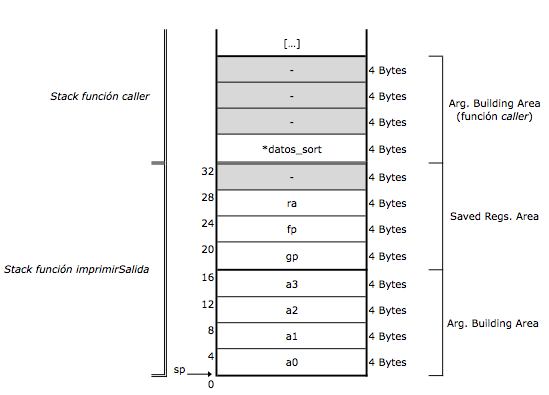 [...]
-
4 Bytes
Stack función caller
-
4 Bytes
Arg. Building Area
(función caller)
-
4 Bytes
*datos_sort
4 Bytes
32
-
4 Bytes
28
ra
4 Bytes
Saved Regs. Area
24
fp
4 Bytes
20
gp
4 Bytes
Stack función imprimirSalida
16
a3
4 Bytes
12
a2
4 Bytes
Arg. Building Area
8
a1
4 Bytes
4
a0
4 Bytes
sp
0